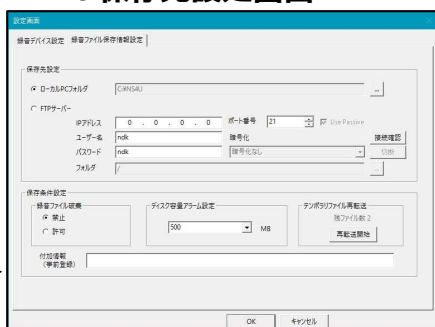 設定画面
録音デバイス設定 録音ファイル保存情報設定
保存先設定
ローカルPCフォルダ C:¥NS4U ...
FTPサーバー
IPアドレス 0 . 0 . 0 . 0 ポート番号 21 Use Passive
ユーザー名 ndk 暗号化 接続確認
パスワード ndk 暗号化なし 切断
フォルダ / ...
保存条件設定
録音ファイル破棄 ディスク容量アラーム設定 テンポラリファイル再転送
禁止 500 MB 残ファイル数 2
許可 再転送開始
付加情報
(事前登録)
OK キャンセル